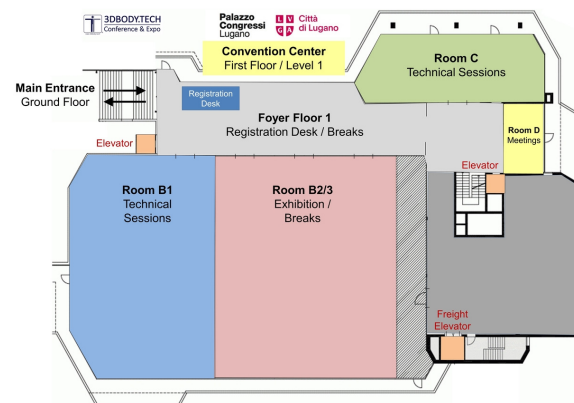 3DBODY.TECH
Conference & Expo
Palazzo
Congressi
Lugano
L V
G A
Città
di Lugano
Convention Center
First Floor / Level 1
Room C
Technical Sessions
Main Entrance
Ground Floor
Registration
Desk
Foyer Floor 1
Registration Desk / Breaks
Room D
Meetings
Elevator
Elevator
Room B1
Technical
Sessions
Room B2/3
Exhibition /
Breaks
Freight
Elevator